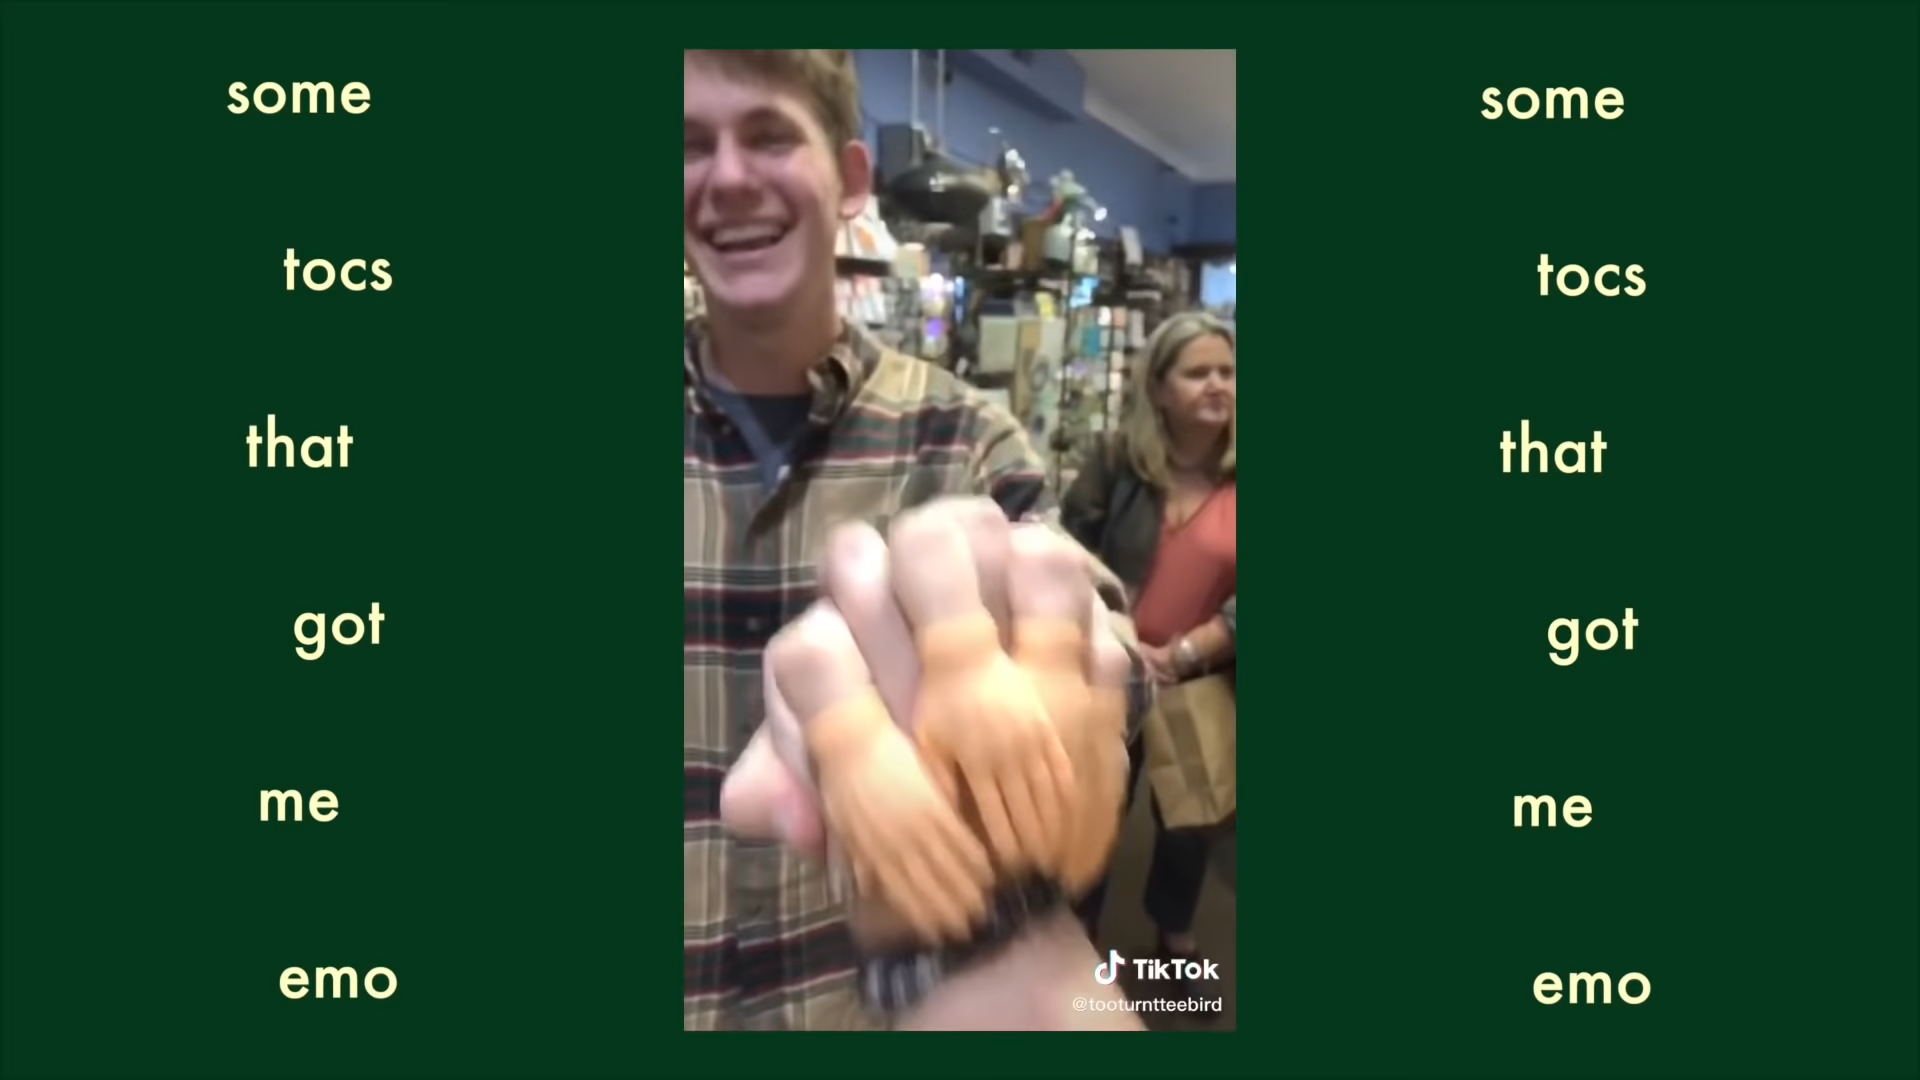 some
tocs
that
got
me
emo
TikTok
@tooturntteebird
some
tocs
that
got
me
emo